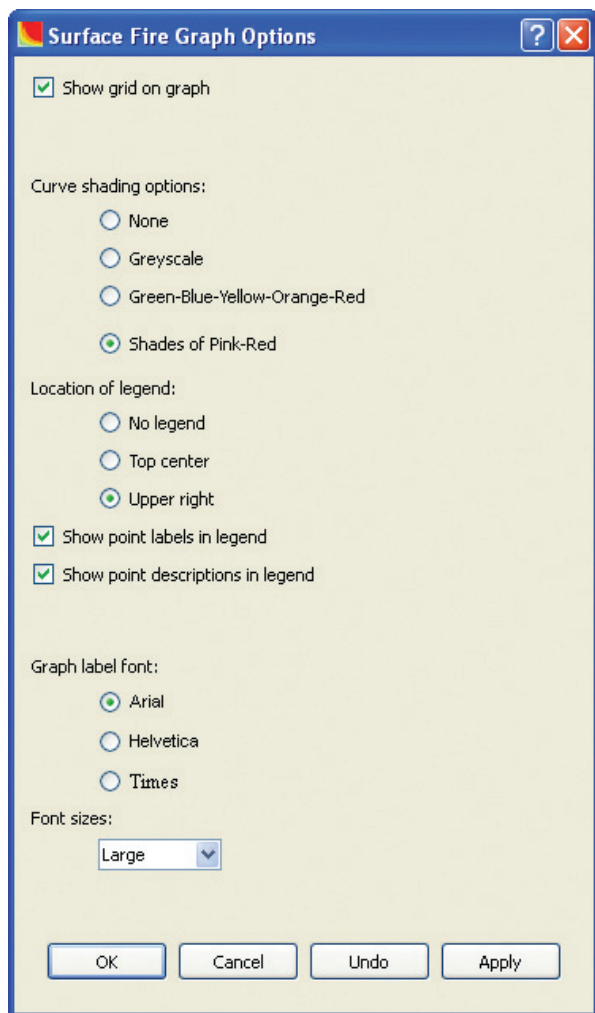 Surface Fire Graph Options
Show grid on graph
Curve shading options:
None
Greyscale
Green-Blue-Yellow-Orange-Red
Shades of Pink-Red
Location of legend:
No legend
Top center
Upper right
Show point labels in legend
Show point descriptions in legend
Graph label font:
Arial
Helvetica
Times
Font sizes:
Large
OK Cancel Undo Apply